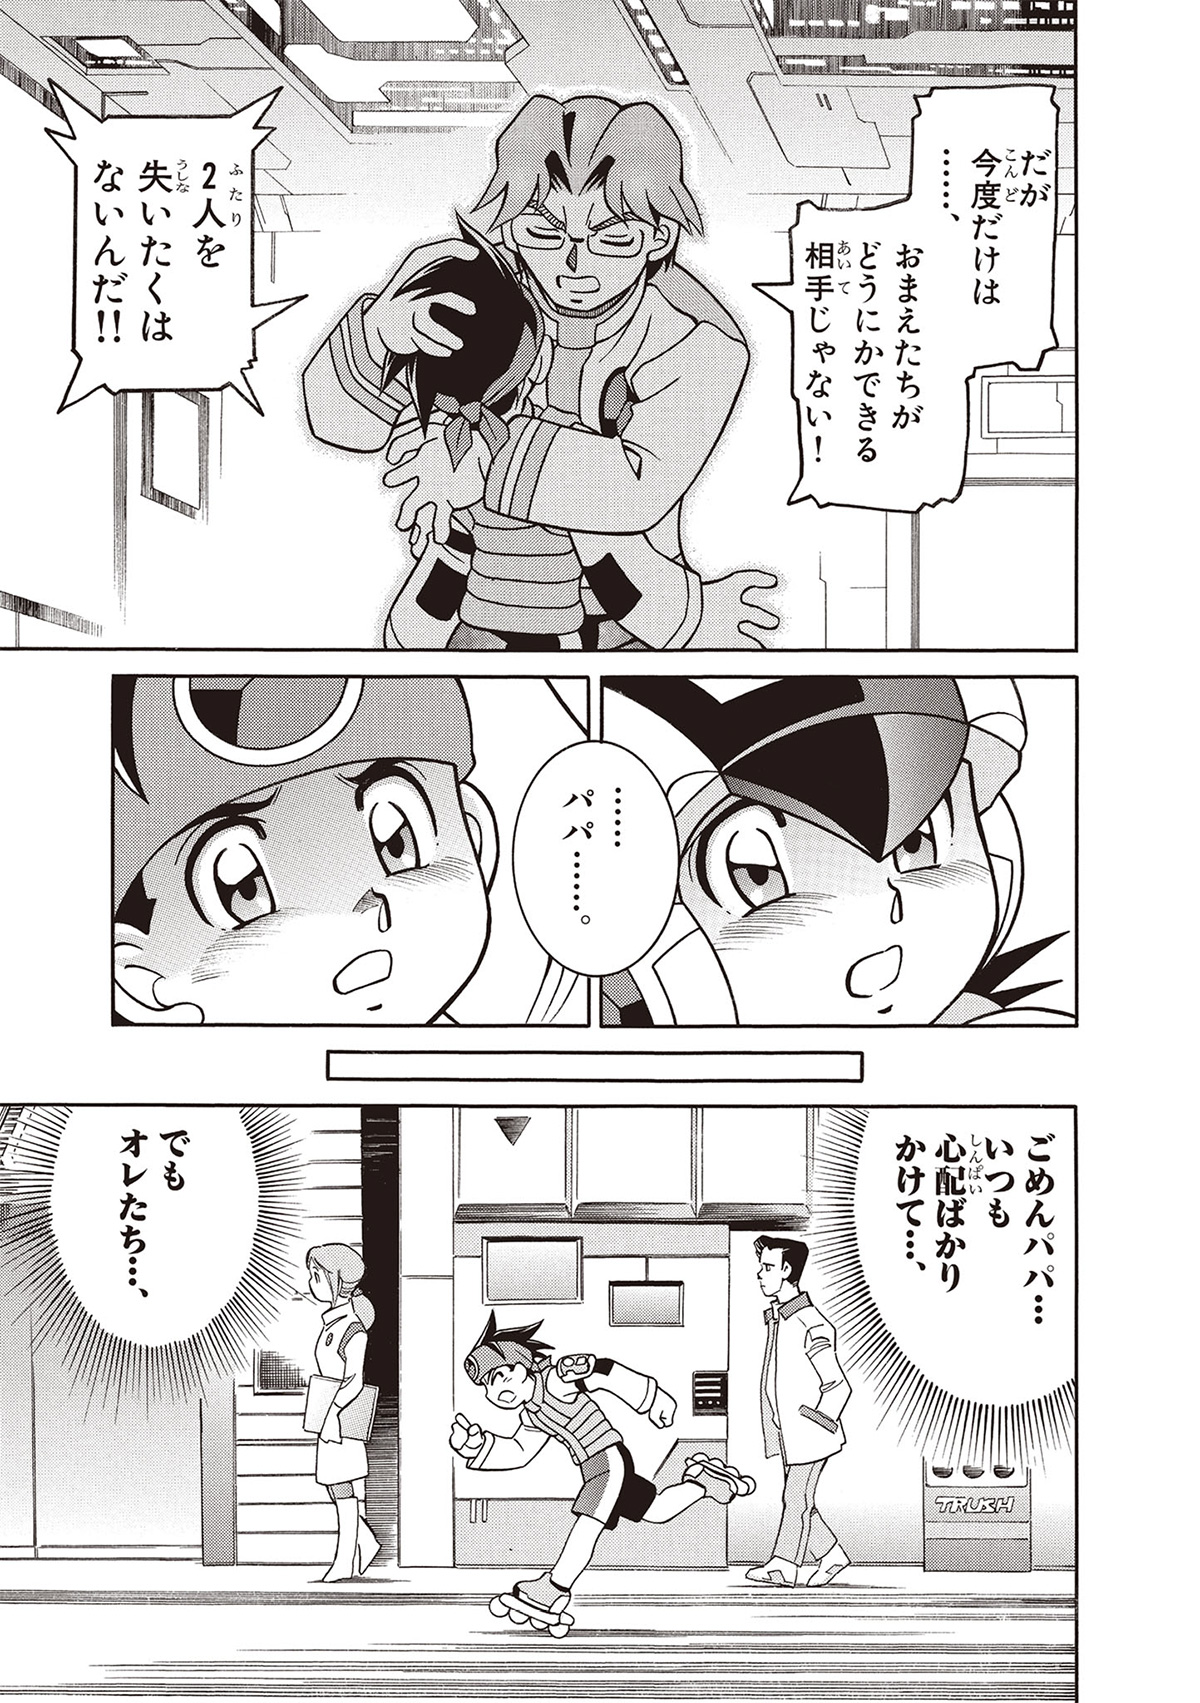 だが
今度だけは
……、
おまえたちが
どうにかできる
相手じゃない！
2人を
失いたくは
ないんだ!!
……
パパ……。
ごめんパパ…
いつも
心配ばかり
かけて…、
でも
オレたち…、
TRUSH